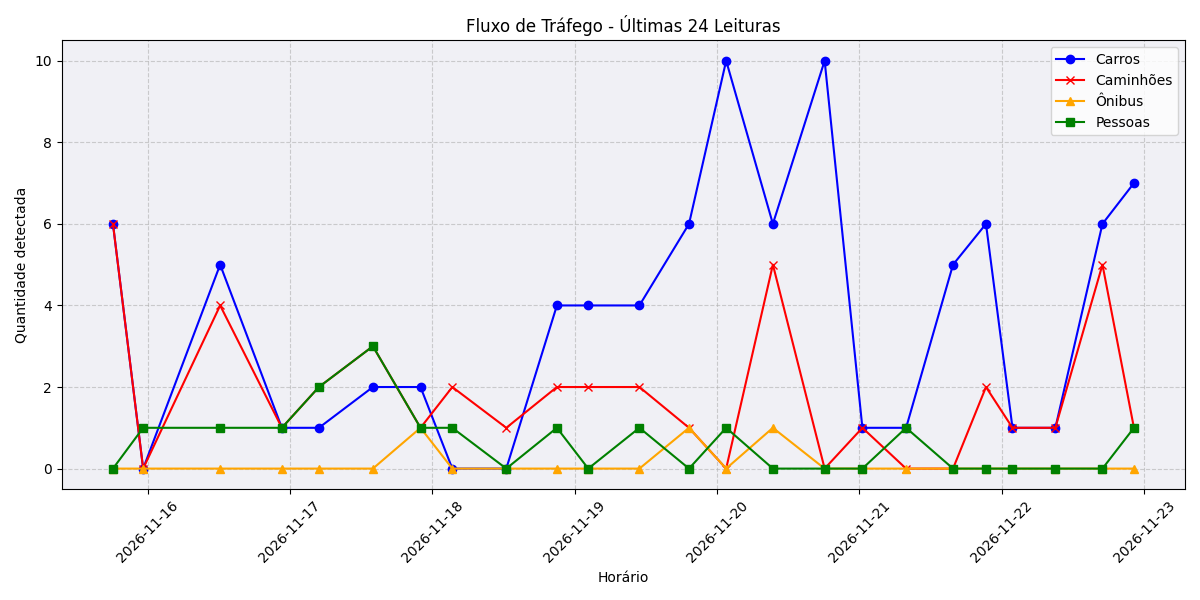 Fluxo de Tráfego - Últimas 24 Leituras
Quantidade detectada
10
8
6
4
2
0
Carros
Caminhões
Ônibus
Pessoas
2026-11-16
2026-11-17
2026-11-18
2026-11-19
2026-11-20
2026-11-21
2026-11-22
2026-11-23
Horário